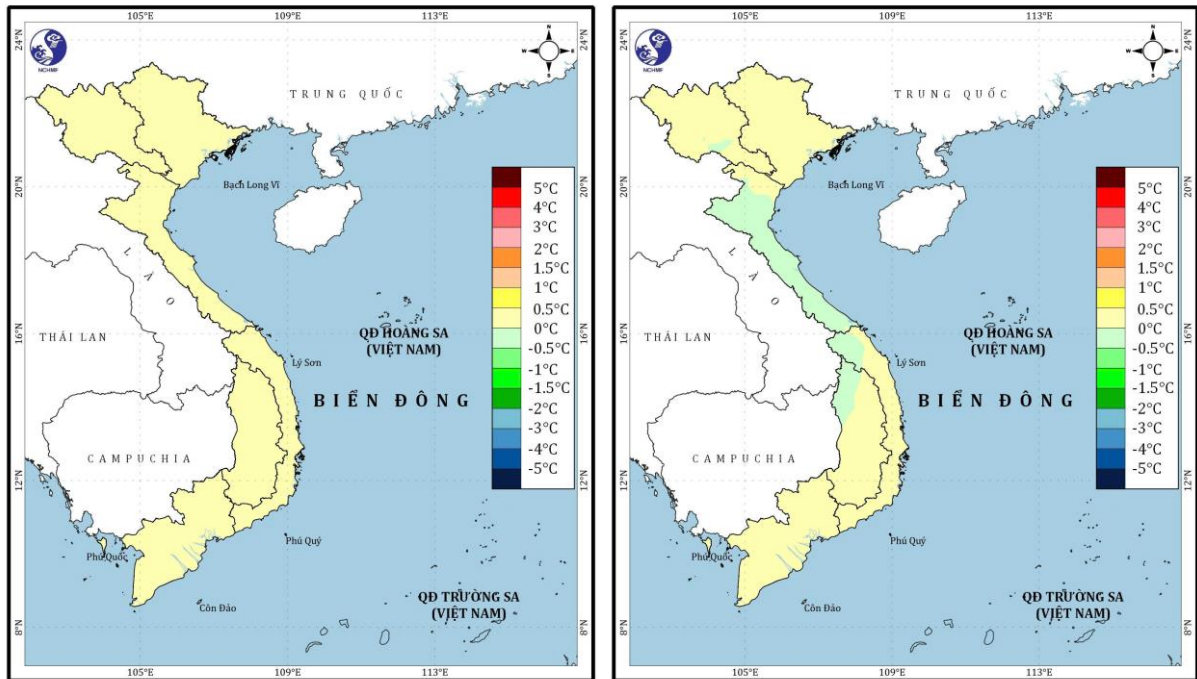 105°E 109°E 113°E
24°N 24°N
NCHMF
N
W E
S
TRUNG QUỐC
20°N 20°N
Bạch Long Vĩ
5°C
4°C
3°C
2°C
1.5°C
1°C
0.5°C
0°C
-0.5°C
-1°C
-1.5°C
-2°C
-3°C
-4°C
-5°C
LAO
THÁI LAN
16°N 16°N
QĐ HOÀNG SA
(VIỆT NAM)
Lý Sơn
BIỂN ĐÔNG
CAMPUCHIA
12°N 12°N
Phú Quý
Phú Quốc
Côn Đảo
QĐ TRƯỜNG SA
(VIỆT NAM)
8°N 8°N
105°E 109°E 113°E
105°E 109°E 113°E
24°N 24°N
NCHMF
N
W E
S
TRUNG QUỐC
20°N 20°N
Bạch Long Vĩ
5°C
4°C
3°C
2°C
1.5°C
1°C
0.5°C
0°C
-0.5°C
-1°C
-1.5°C
-2°C
-3°C
-4°C
-5°C
LAO
THÁI LAN
16°N 16°N
QĐ HOÀNG SA
(VIỆT NAM)
Lý Sơn
BIỂN ĐÔNG
CAMPUCHIA
12°N 12°N
Phú Quý
Phú Quốc
Côn Đảo
QĐ TRƯỜNG SA
(VIỆT NAM)
8°N 8°N
105°E 109°E 113°E